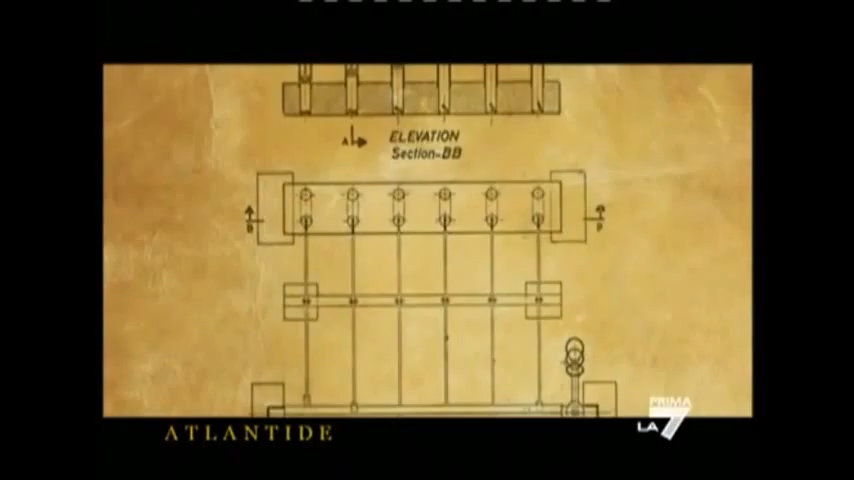 ELEVATION
A
Section-BB
B
ATLANTIDE
PRIMA
LA7